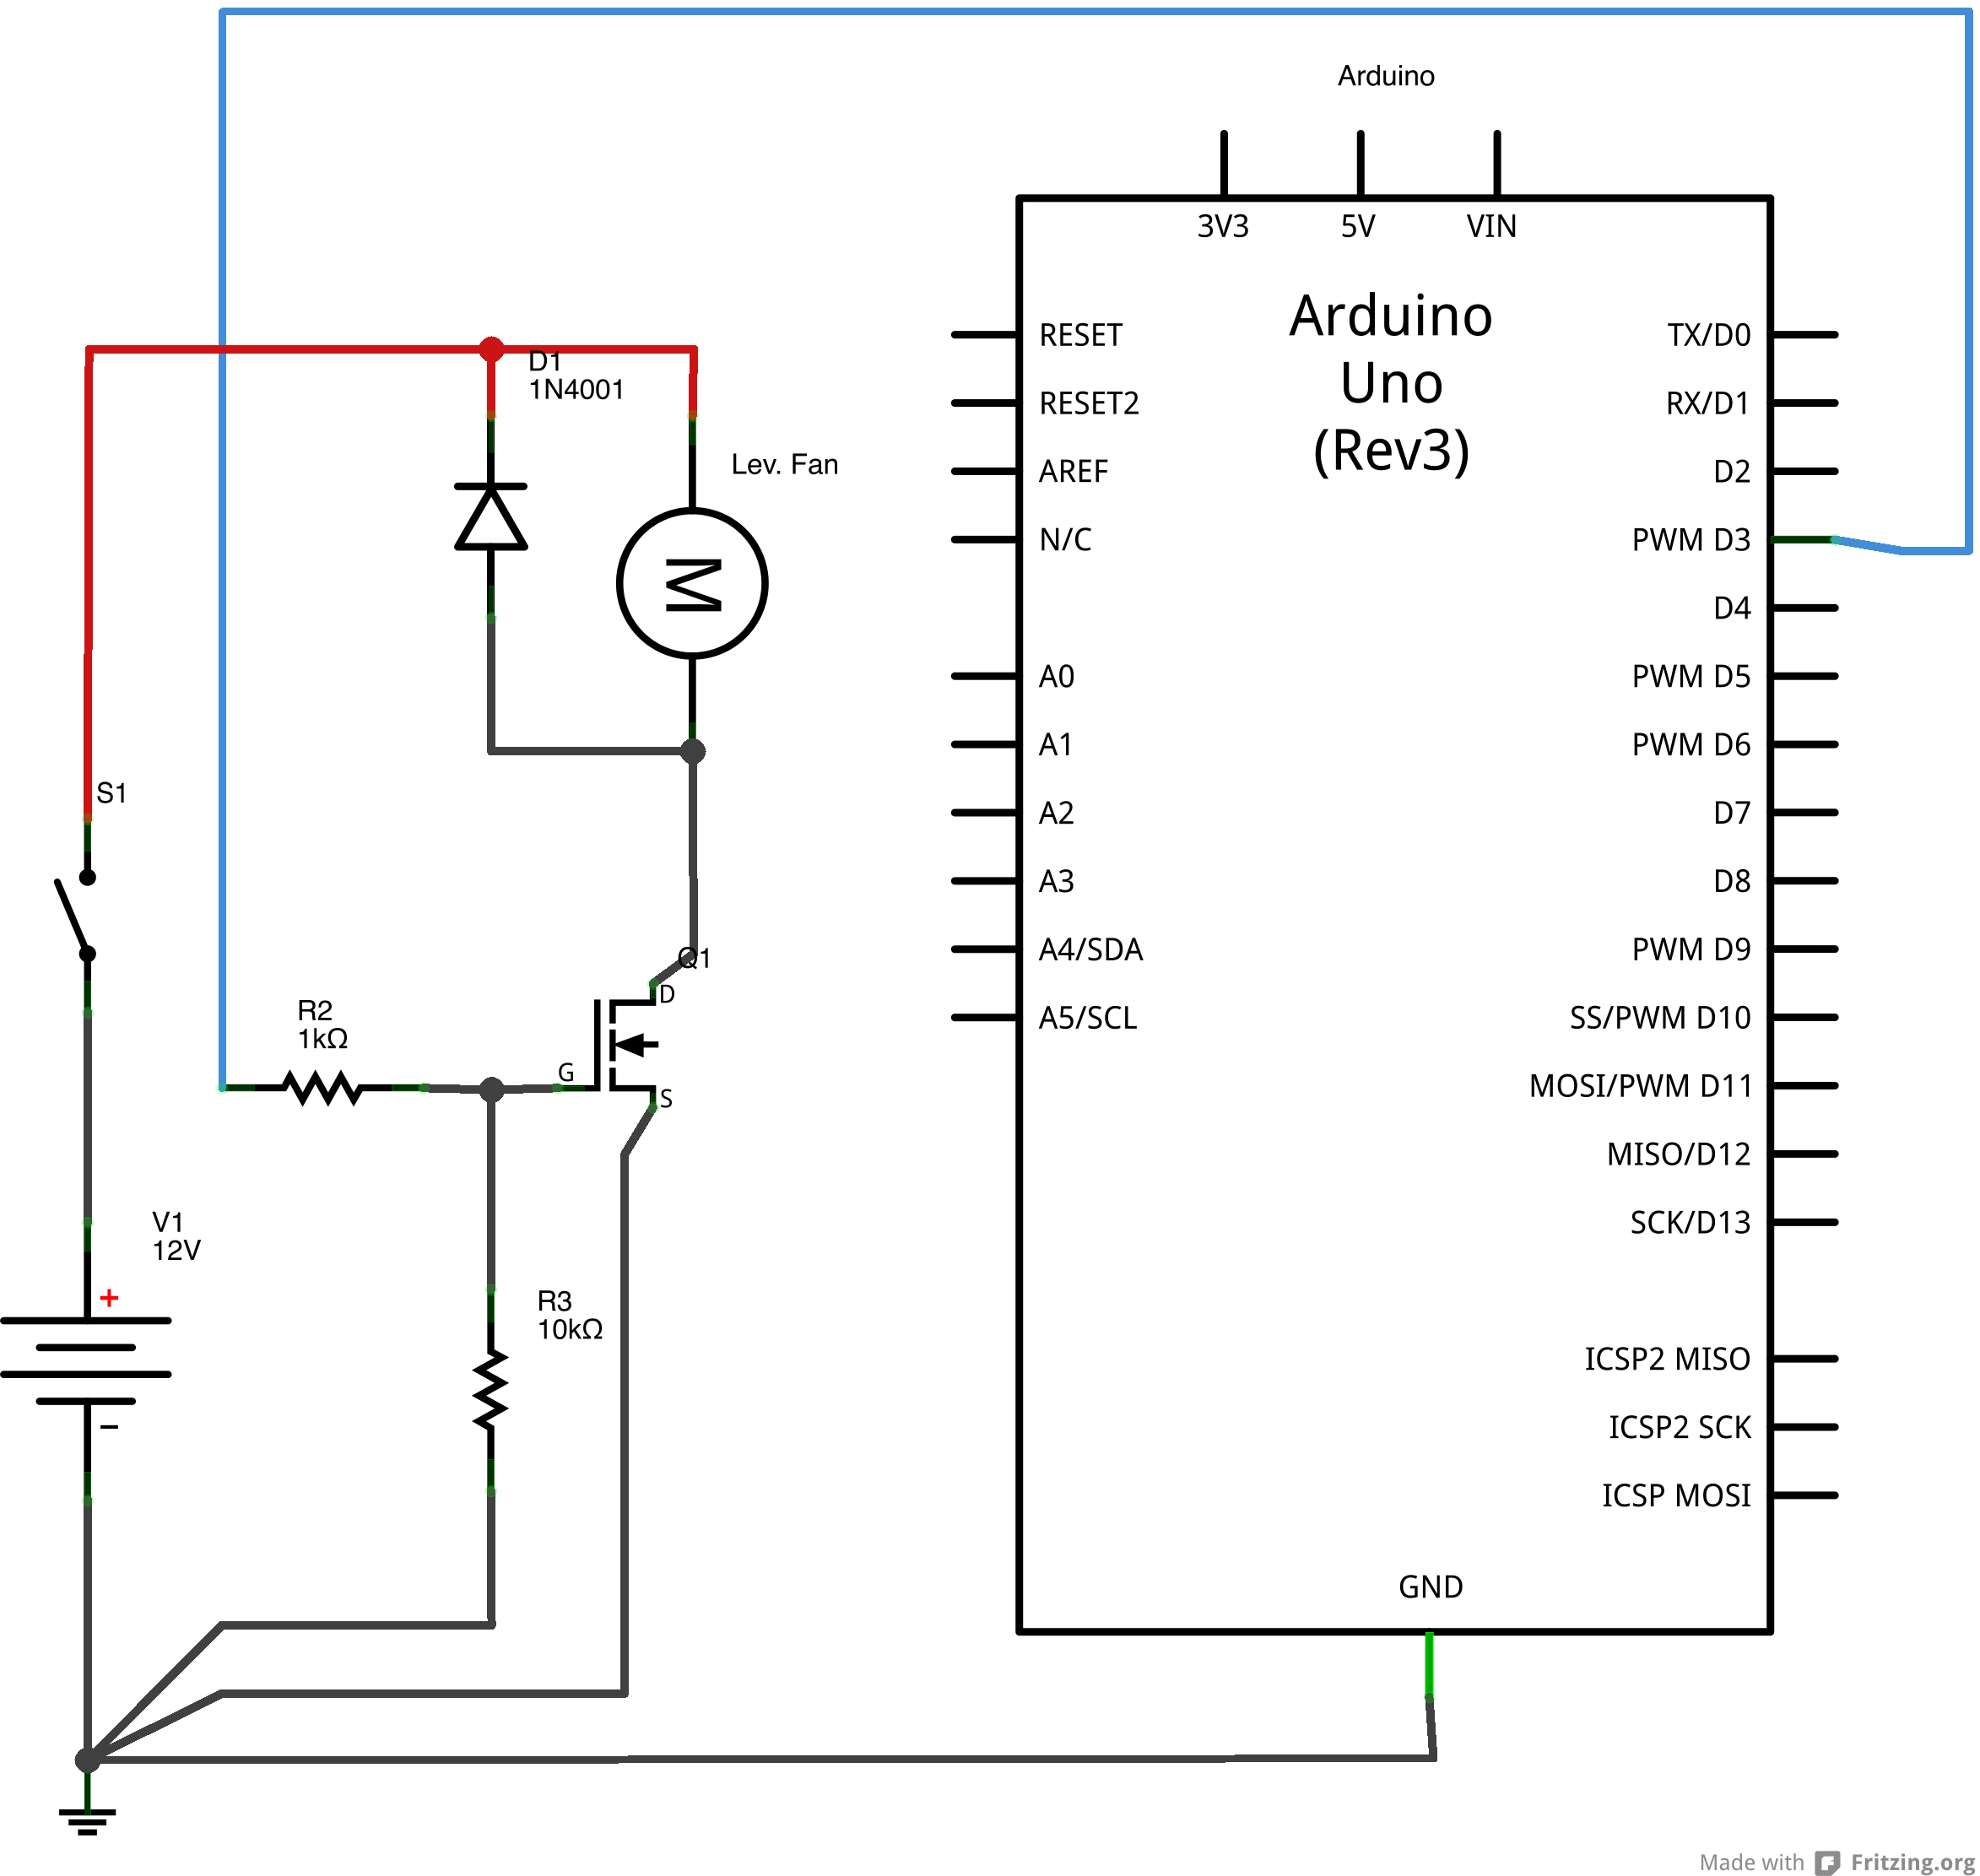 Arduino
3V3
5V
VIN
Arduino
Uno
(Rev3)
RESET
RESET2
AREF
N/C
A0
A1
A2
A3
A4/SDA
A5/SCL
TX/D0
RX/D1
D2
PWM D3
D4
PWM D5
PWM D6
D7
D8
PWM D9
SS/PWM D10
MOSI/PWM D11
MISO/D12
SCK/D13
ICSP2 MISO
ICSP2 SCK
ICSP MOSI
GND
D1
1N4001
Lev. Fan
M
S1
Q1
D
G
S
R2
1kΩ
V1
12V
+
−
R3
10kΩ
Made with Fritzing.org